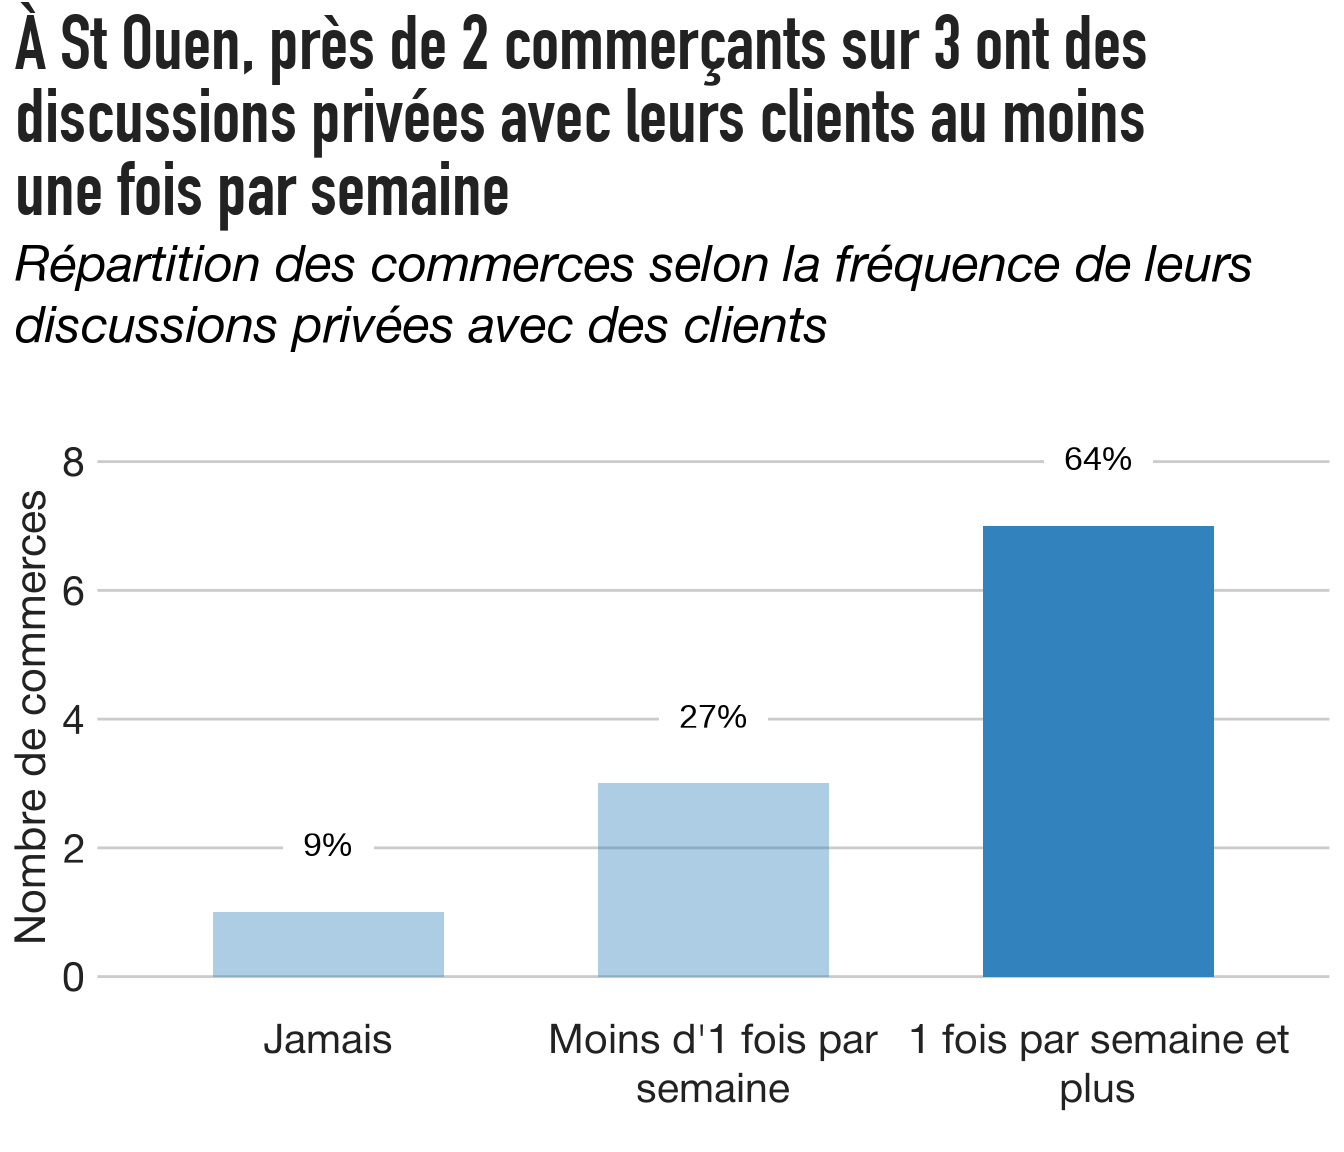 À St Ouen, près de 2 commerçants sur 3 ont des
discussions privées avec leurs clients au moins
une fois par semaine
Répartition des commerces selon la fréquence de leurs
discussions privées avec des clients
Nombre de commerces
8
6
4
2
0
9%
27%
64%
Jamais
Moins d'1 fois par
semaine
1 fois par semaine et
plus